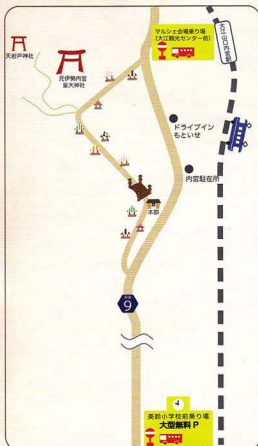 マルシェ会場乗り場
(大江観光センター前)
大江山口内宮駅
天岩戸神社
元伊勢内宮
皇大神社
ドライブイン
もといせ
内宮駐在所
本部
9
美鈴小学校前乗り場
大型無料P